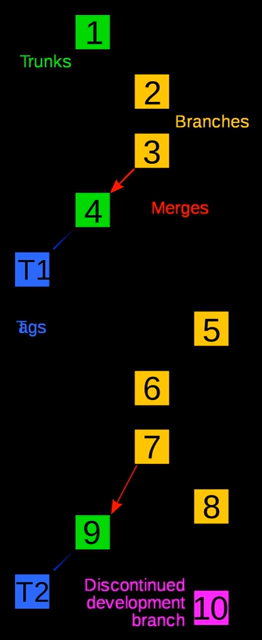 1
Trunks
2
Branches
3
4
Merges
T1
Tags
5
6
7
8
9
T2
Discontinued
development
branch
10